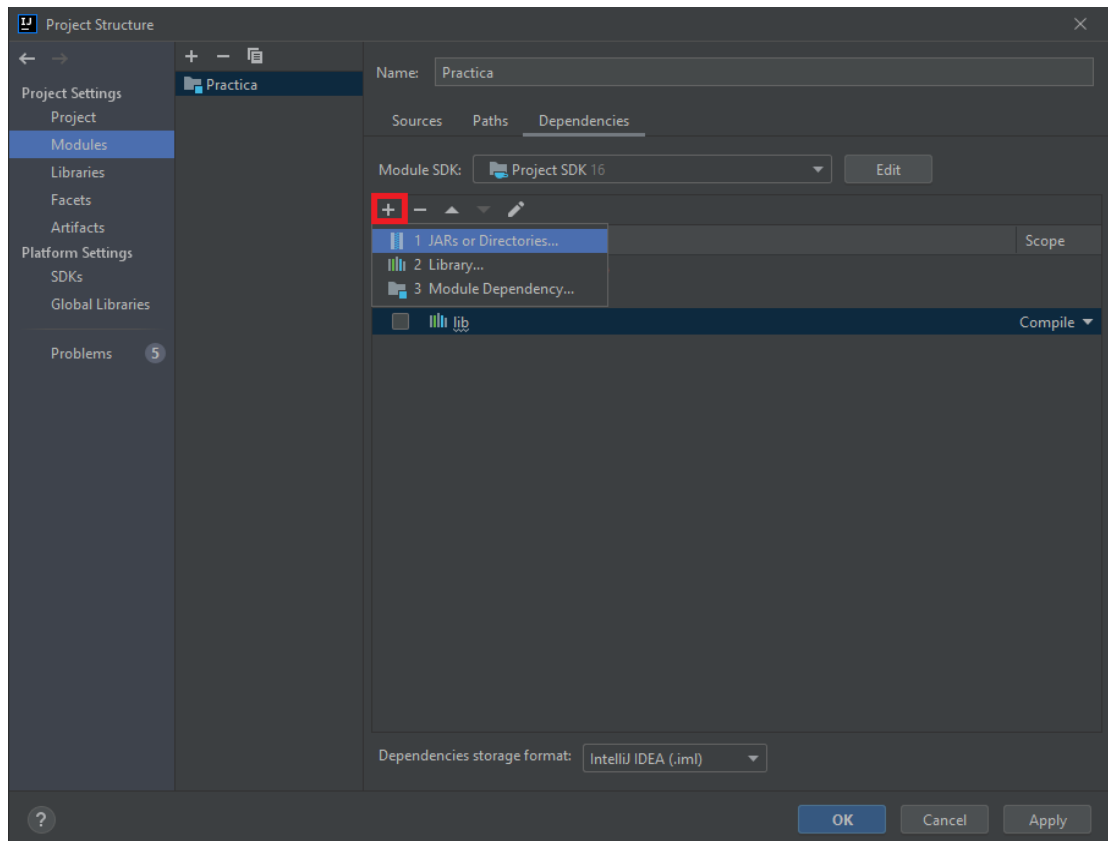 IJ Project Structure
Project Settings
Project
Modules
Libraries
Facets
Artifacts
Platform Settings
SDKs
Global Libraries
Problems 5
Practica
Name: Practica
Sources Paths Dependencies
Module SDK: Project SDK 16 Edit
1 JARs or Directories...
2 Library...
3 Module Dependency...
Scope
lib Compile
Dependencies storage format: IntelliJ IDEA (.iml)
? OK Cancel Apply